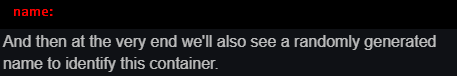 name:
And then at the very end we'll also see a randomly generated
name to identify this container.